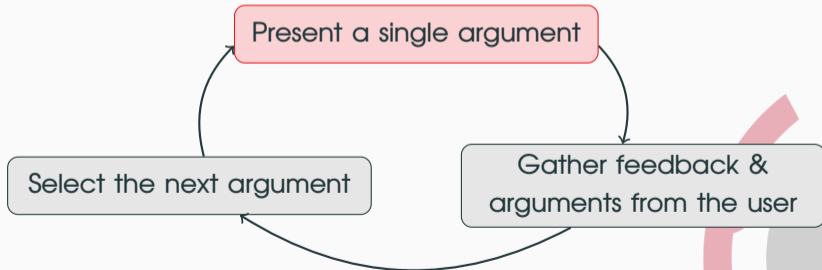 Present a single argument
Select the next argument
Gather feedback &
arguments from the user